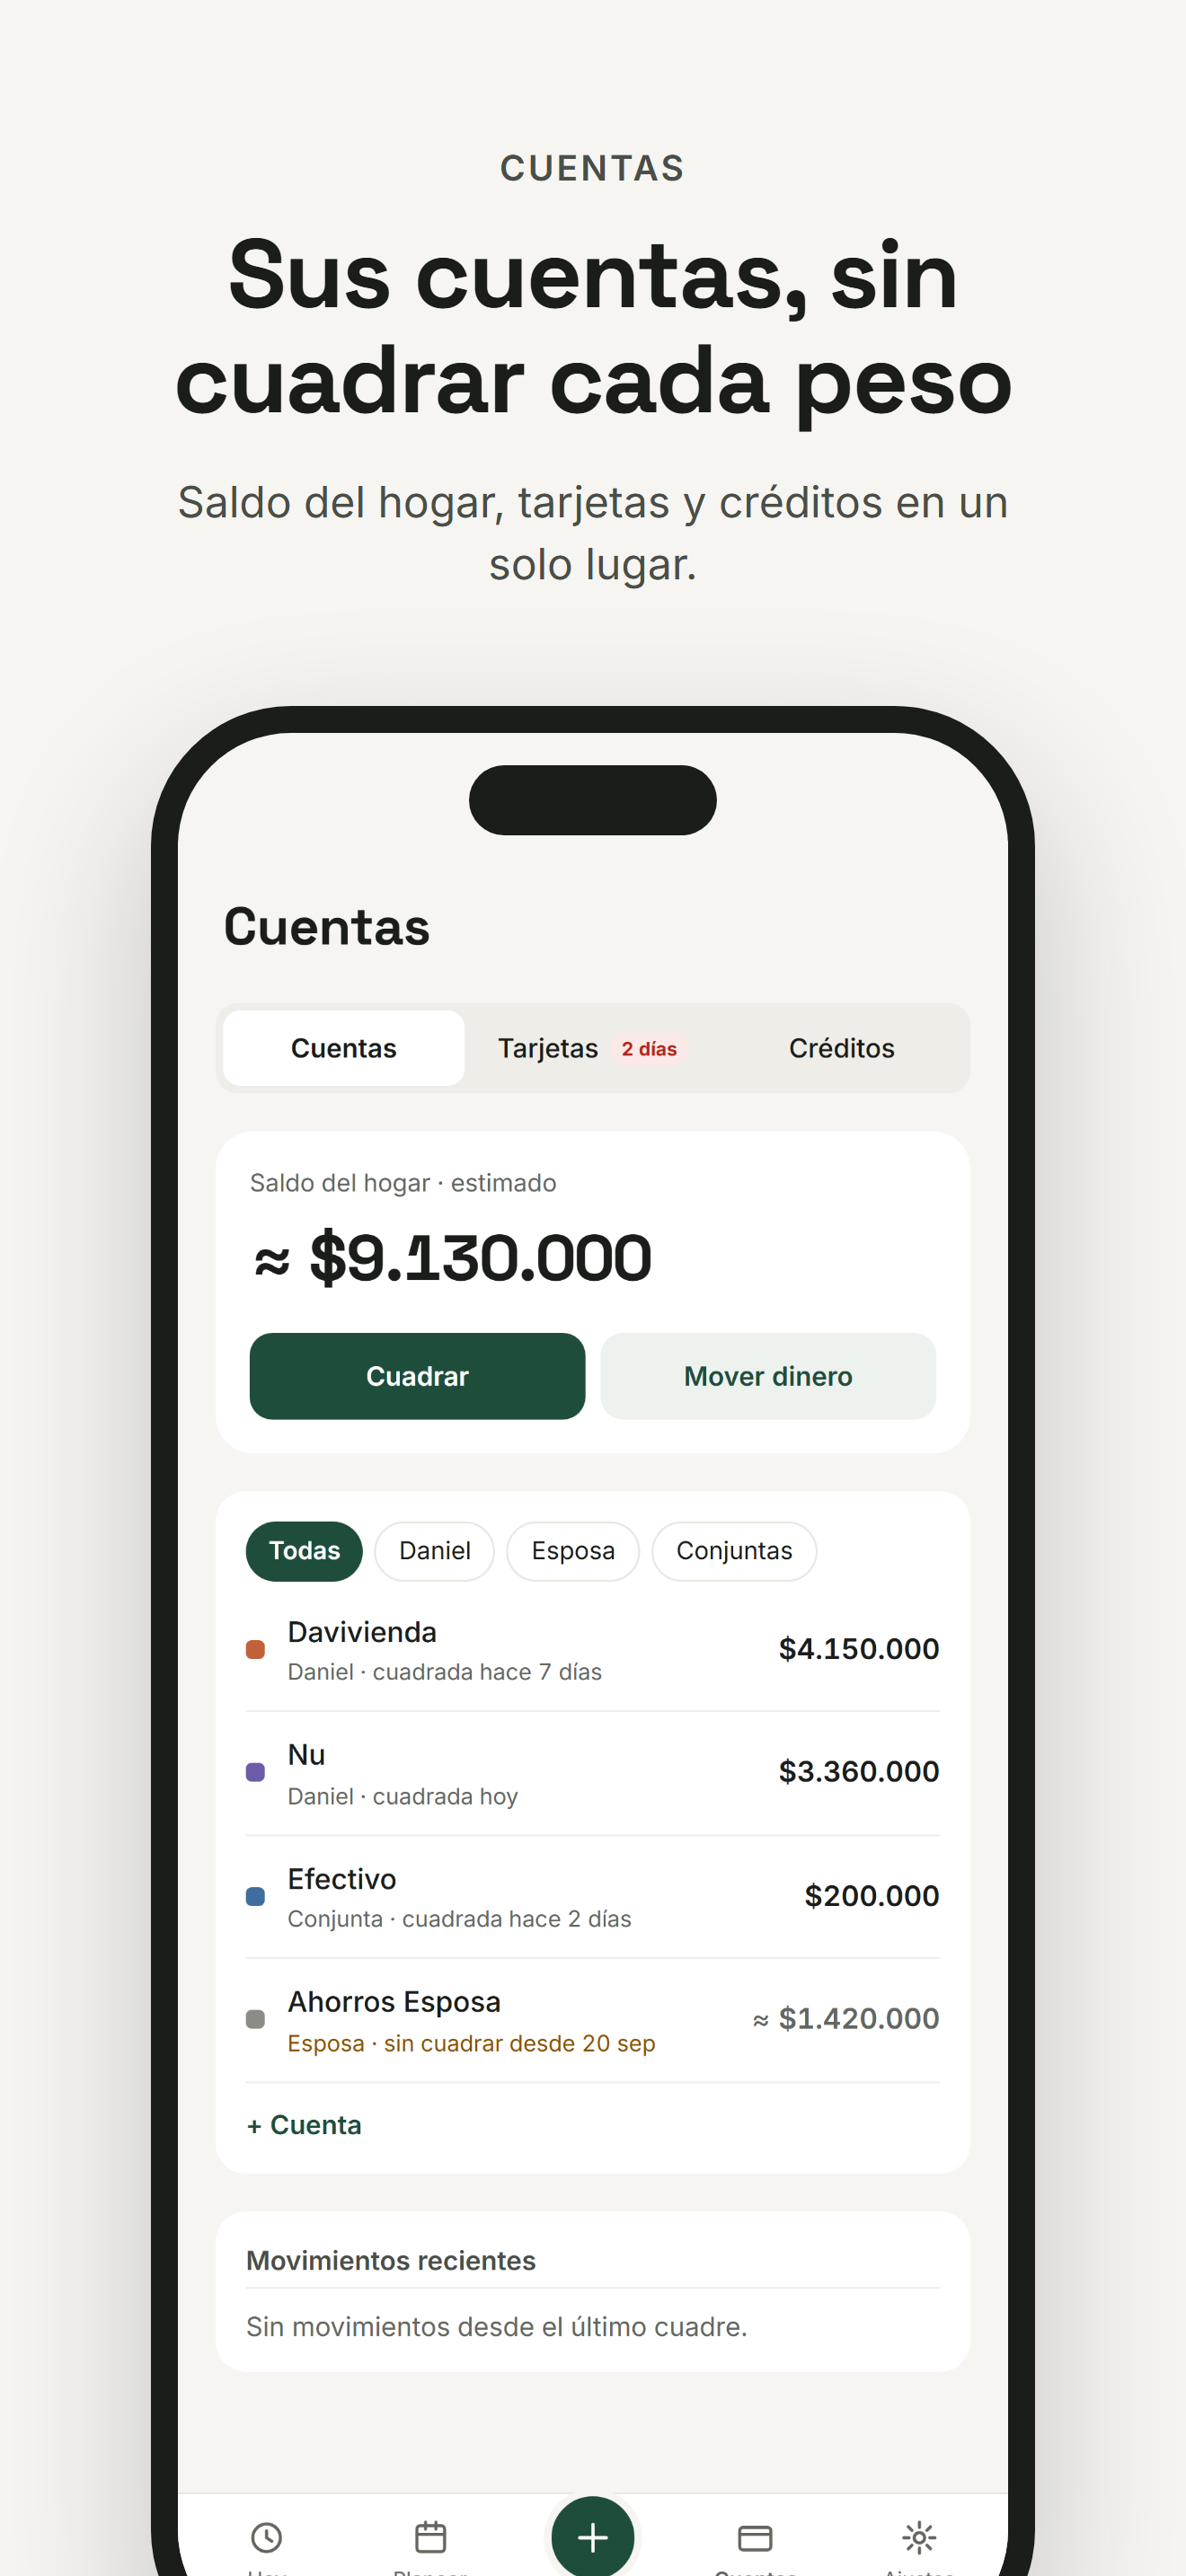 CUENTAS
Sus cuentas, sin
cuadrar cada peso
Saldo del hogar, tarjetas y créditos en un
solo lugar.
Cuentas
Cuentas Tarjetas 2 días Créditos
Saldo del hogar · estimado
≈ $9.130.000
Cuadrar Mover dinero
Todas Daniel Esposa Conjuntas
Davivienda
$4.150.000
Daniel · cuadrada hace 7 días
Nu
$3.360.000
Daniel · cuadrada hoy
Efectivo
$200.000
Conjunta · cuadrada hace 2 días
Ahorros Esposa
≈ $1.420.000
Esposa · sin cuadrar desde 20 sep
+ Cuenta
Movimientos recientes
Sin movimientos desde el último cuadre.